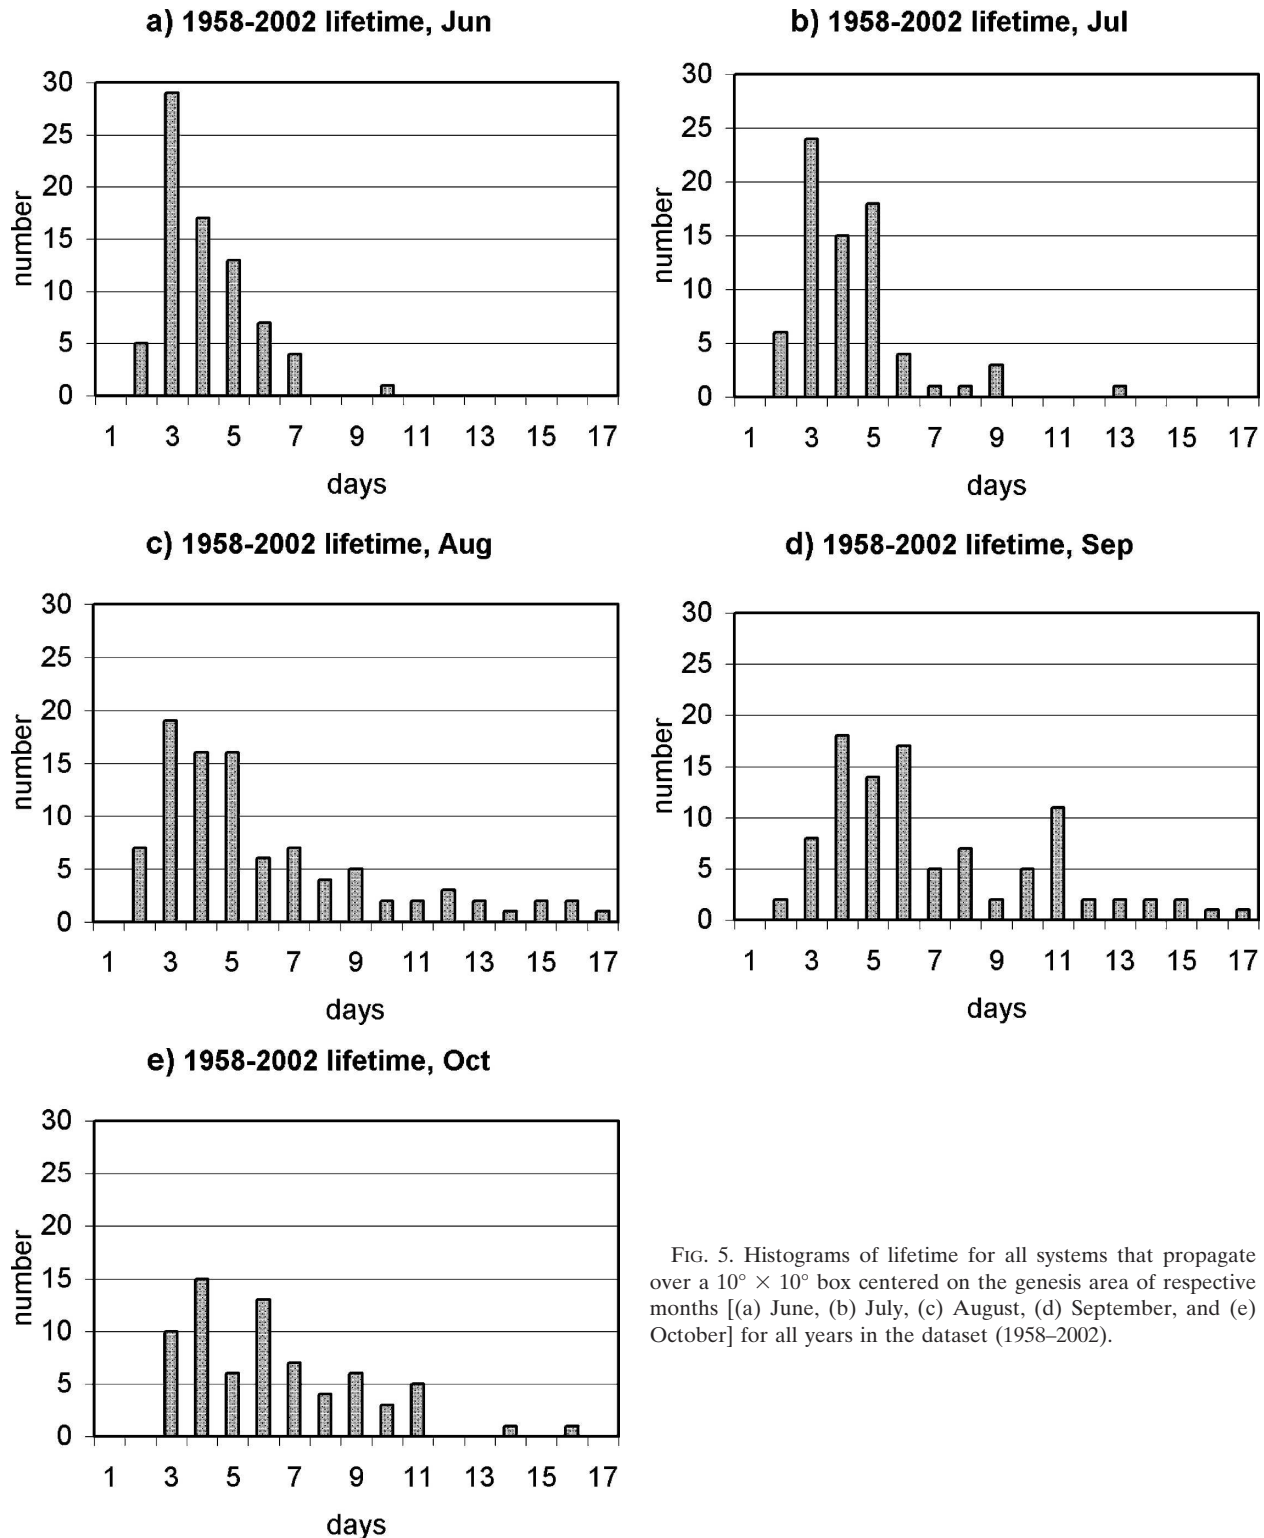 a) 1958-2002 lifetime, Jun
30
25
20
15
10
5
0
number
1 3 5 7 9 11 13 15 17
days
b) 1958-2002 lifetime, Jul
30
25
20
15
10
5
0
number
1 3 5 7 9 11 13 15 17
days
c) 1958-2002 lifetime, Aug
30
25
20
15
10
5
0
number
1 3 5 7 9 11 13 15 17
days
d) 1958-2002 lifetime, Sep
30
25
20
15
10
5
0
number
1 3 5 7 9 11 13 15 17
days
e) 1958-2002 lifetime, Oct
30
25
20
15
10
5
0
number
1 3 5 7 9 11 13 15 17
days
FIG. 5. Histograms of lifetime for all systems that propagate
over a 10° × 10° box centered on the genesis area of respective
months [(a) June, (b) July, (c) August, (d) September, and (e)
October] for all years in the dataset (1958–2002).